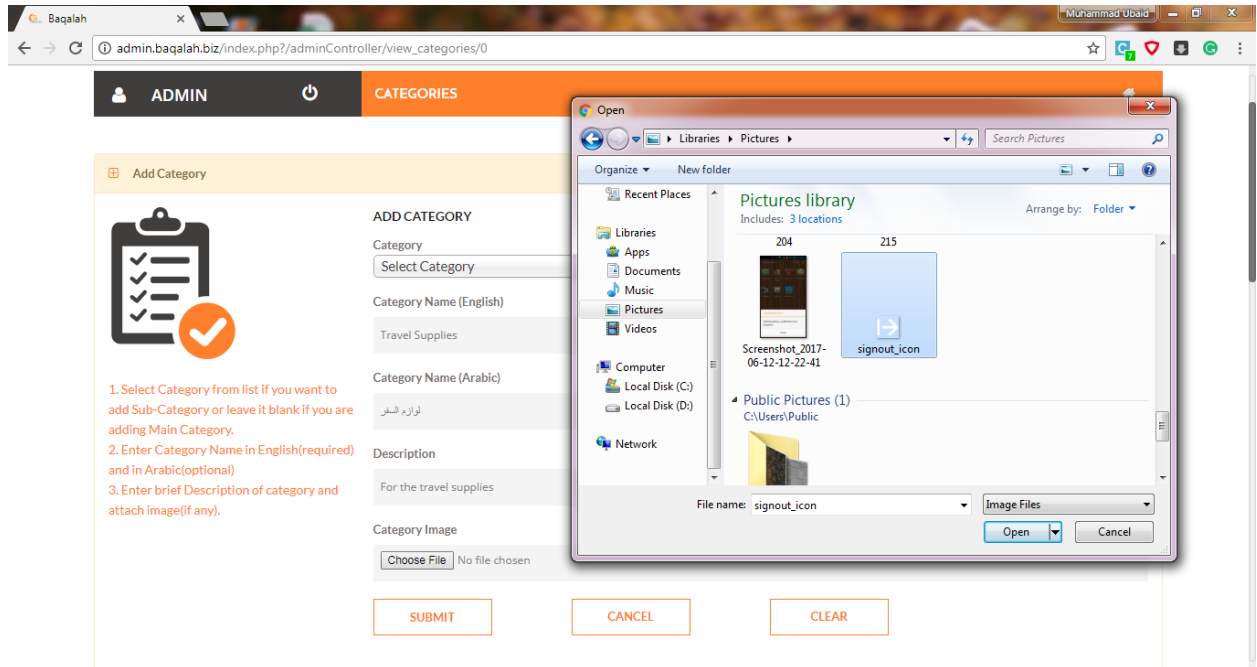 Baqalah
Muhammad Ubaid
admin.baqalah.biz/index.php?/adminController/view_categories/0
7
ADMIN
CATEGORIES
Add Category
1. Select Category from list if you want to
add Sub-Category or leave it blank if you are
adding Main Category.
2. Enter Category Name in English(required)
and in Arabic(optional)
3. Enter brief Description of category and
attach image(if any).
ADD CATEGORY
Category
Select Category
Category Name (English)
Travel Supplies
Category Name (Arabic)
لوازم السفر
Description
For the travel supplies
Category Image
Choose File No file chosen
SUBMIT
CANCEL
CLEAR
Open
Libraries Pictures
Search Pictures
Organize New folder
Recent Places
Libraries
Apps
Documents
Music
Pictures
Videos
Computer
Local Disk (C:)
Local Disk (D:)
Network
Pictures library
Includes: 3 locations
Arrange by: Folder
204
215
Screenshot_2017-
06-12-12-22-41
signout_icon
Public Pictures (1)
C:\Users\Public
File name: signout_icon
Image Files
Open
Cancel